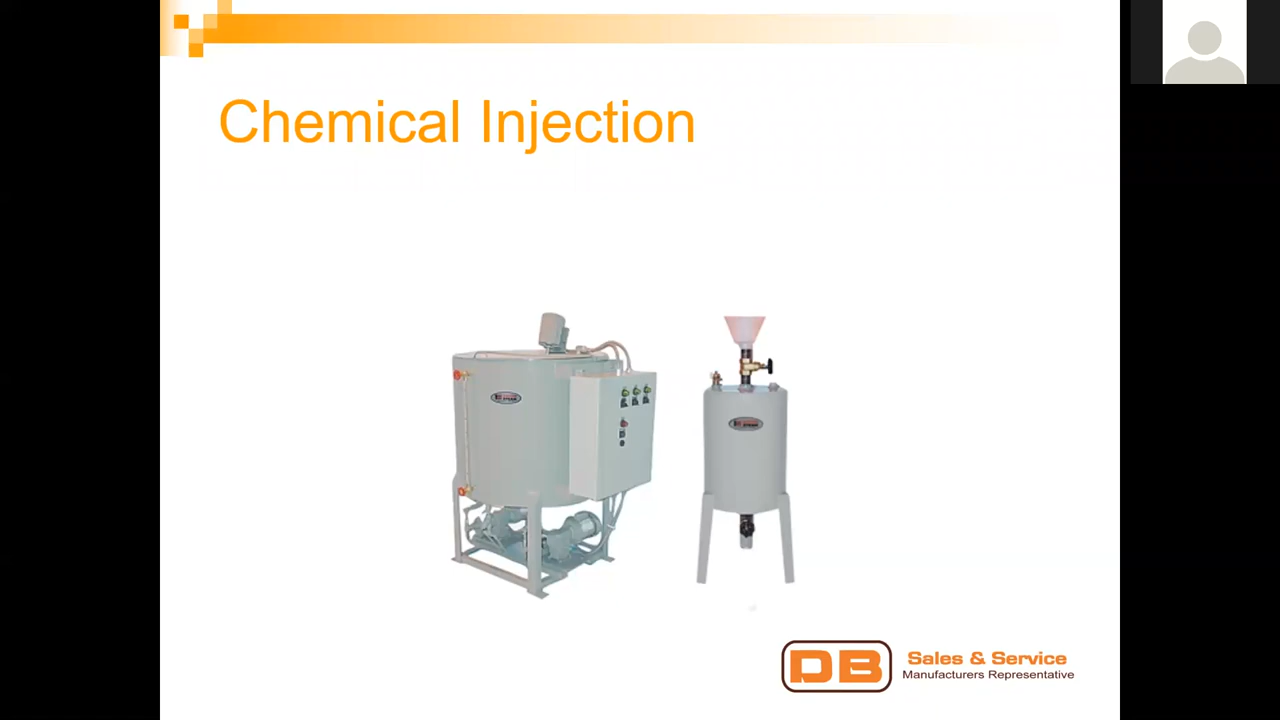 Chemical Injection
DB
Sales & Service
Manufacturers Representative